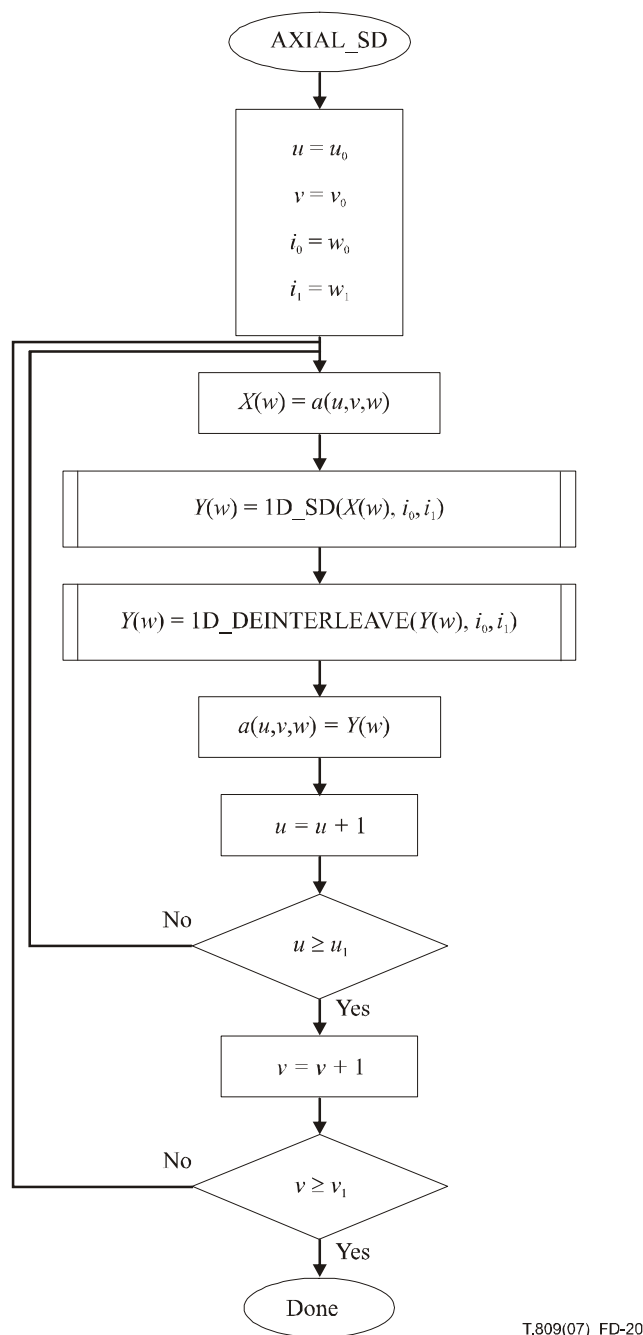 AXIAL_SD
u = u₀
v = v₀
i₀ = w₀
i₁ = w₁
X(w) = a(u,v,w)
Y(w) = 1D_SD(X(w), i₀,i₁)
Y(w) = 1D_DEINTERLEAVE(Y(w), i₀,i₁)
a(u,v,w) = Y(w)
u = u + 1
No
u ≥ u₁
Yes
v = v + 1
No
v ≥ v₁
Yes
Done
T.809(07)_FD-20